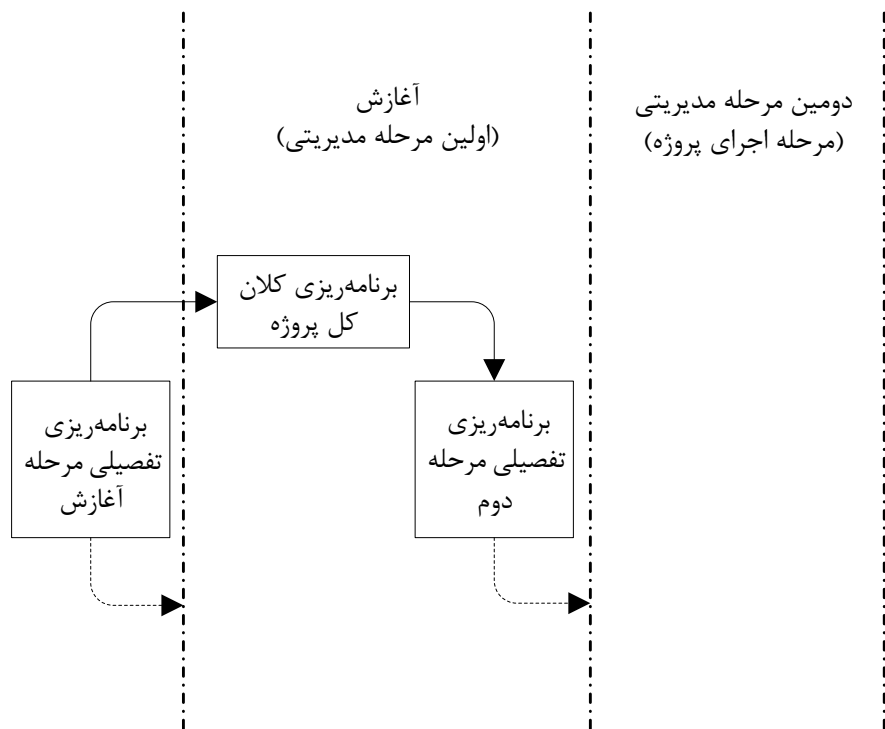 آغازش
(اولین مرحله مدیریتی)
دومین مرحله مدیریتی
(مرحله اجرای پروژه)
برنامه‌ریزی کلان
کل پروژه
برنامه‌ریزی
تفصیلی مرحله
آغازش
برنامه‌ریزی
تفصیلی مرحله
دوم